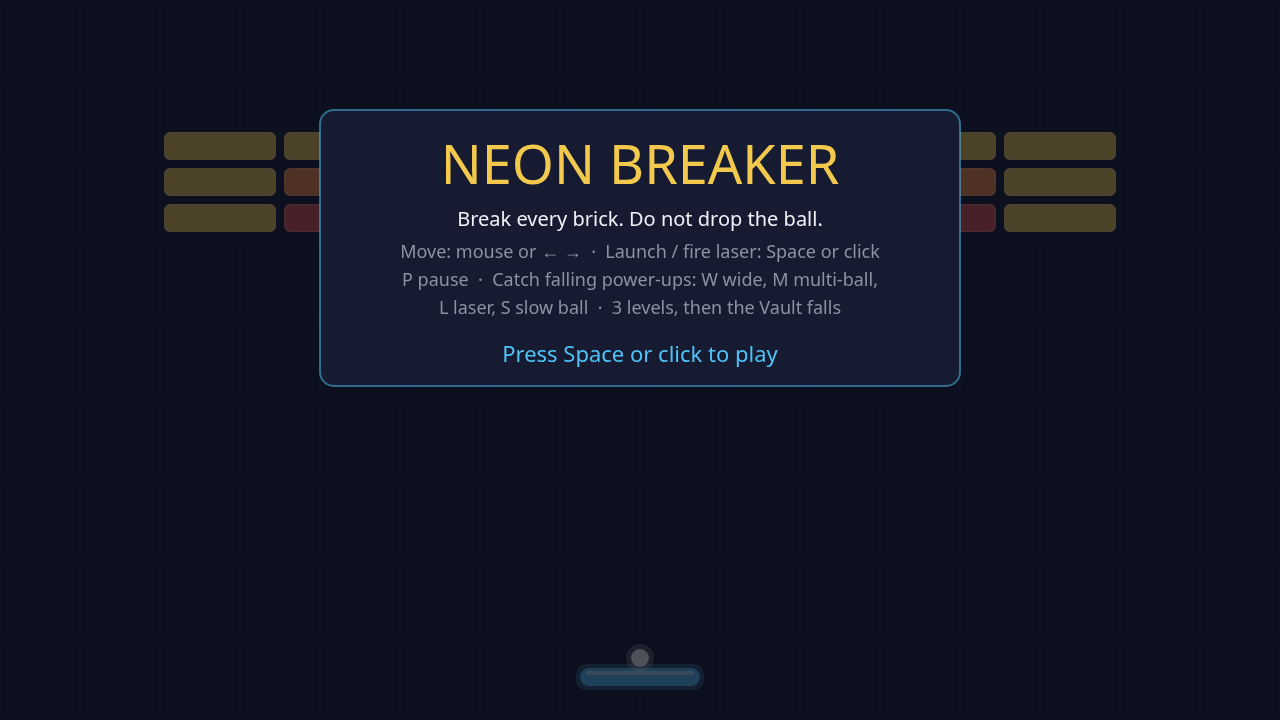 NEON BREAKER
Break every brick. Do not drop the ball.
Move: mouse or ← → · Launch / fire laser: Space or click
P pause · Catch falling power-ups: W wide, M multi-ball,
L laser, S slow ball · 3 levels, then the Vault falls
Press Space or click to play